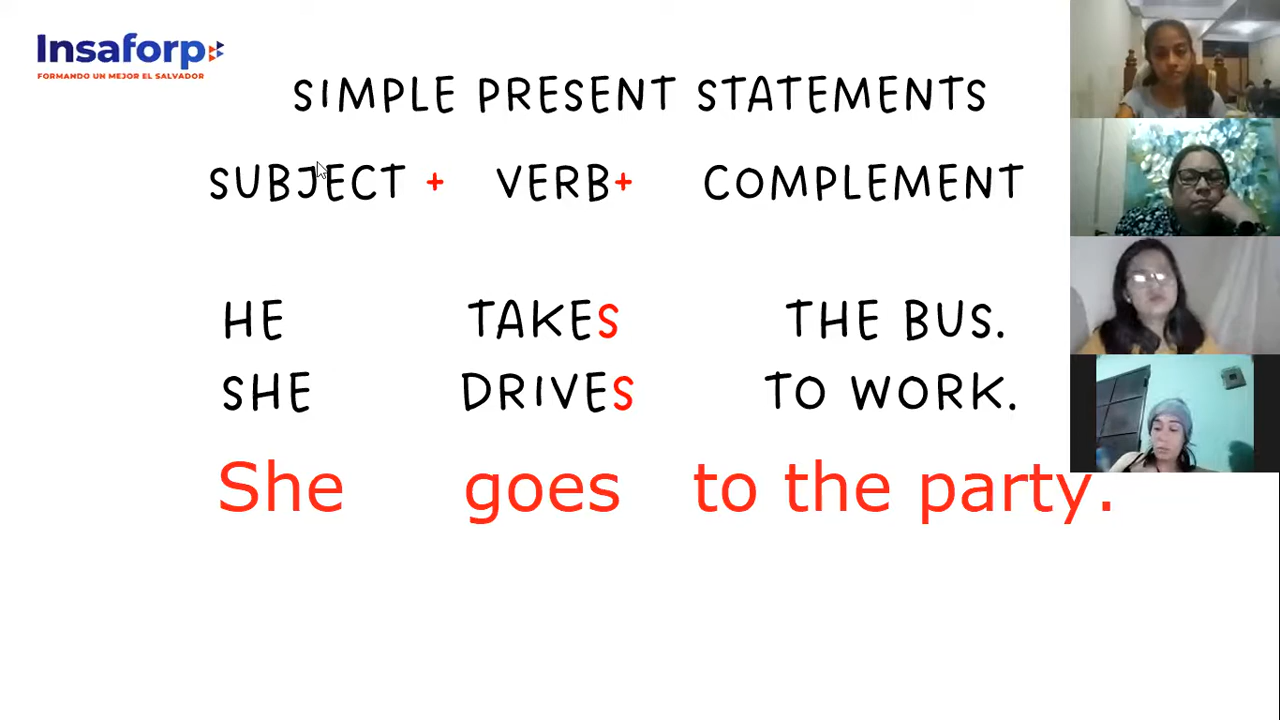 Insaforp
FORMANDO UN MEJOR EL SALVADOR
SIMPLE PRESENT STATEMENTS
SUBJECT + VERB+ COMPLEMENT
HE TAKES THE BUS.
SHE DRIVES TO WORK.
She goes to the party.